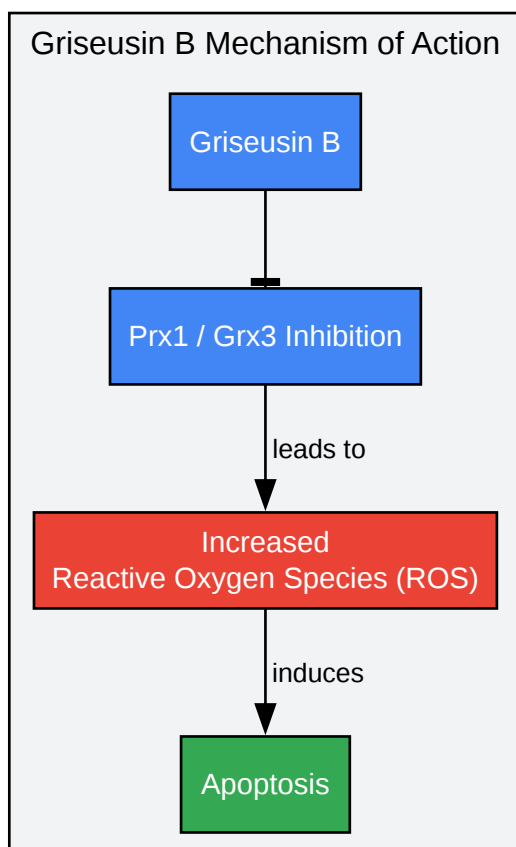 Griseusin B Mechanism of Action
Griseusin B
Prx1 / Grx3 Inhibition
leads to
Increased
Reactive Oxygen Species (ROS)
induces
Apoptosis